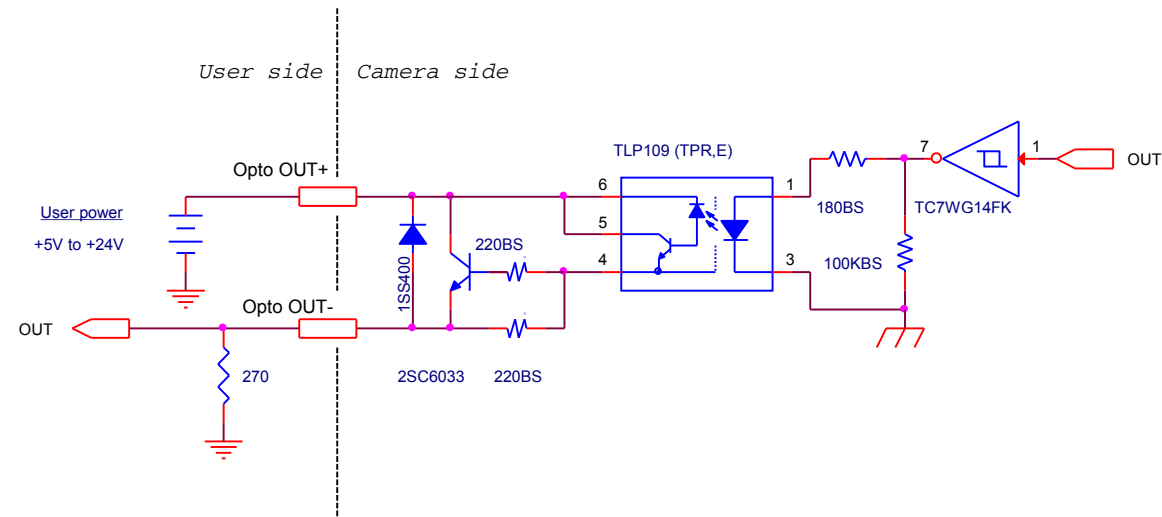 User side
Camera side
TLP109 (TPR,E)
7
1
OUT
Opto OUT+
6
1
180BS
TC7WG14FK
User power
+5V to +24V
5
220BS
4
3
100KBS
1SS400
Opto OUT-
OUT
270
2SC6033
220BS